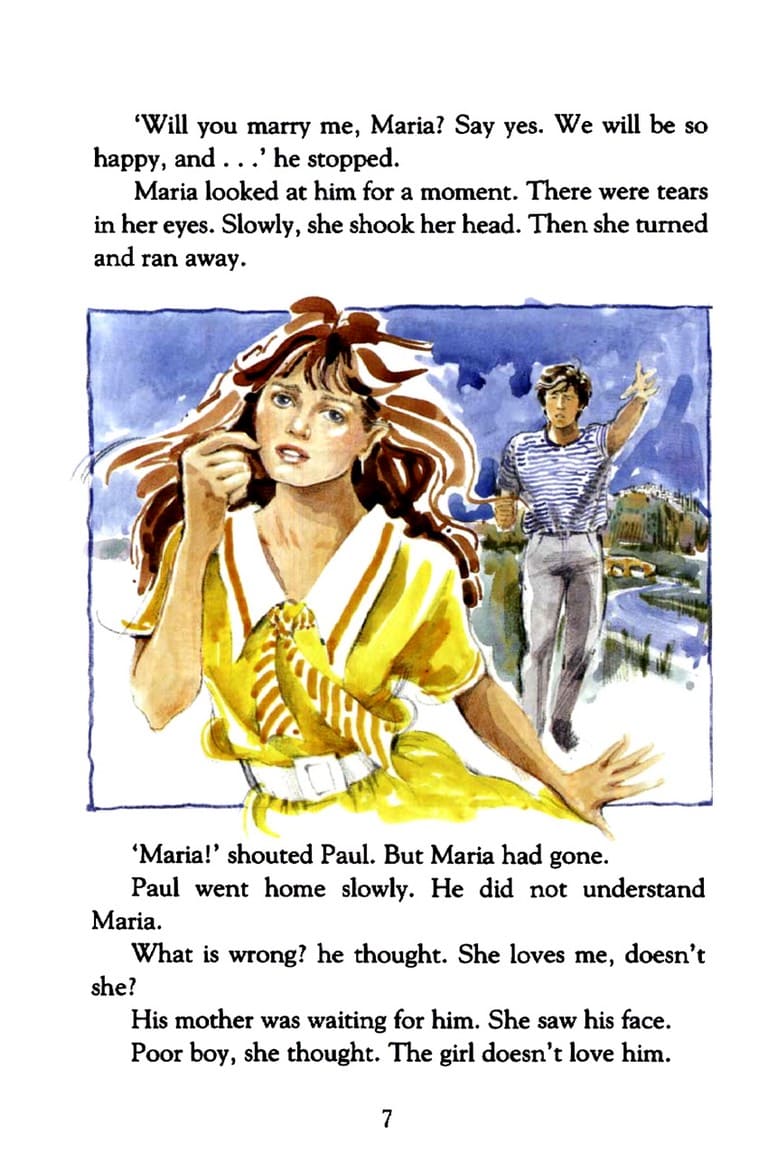 ‘Will you marry me, Maria? Say yes. We will be so
happy, and . . .’ he stopped.
Maria looked at him for a moment. There were tears
in her eyes. Slowly, she shook her head. Then she turned
and ran away.
‘Maria!’ shouted Paul. But Maria had gone.
Paul went home slowly. He did not understand
Maria.
What is wrong? he thought. She loves me, doesn’t
she?
His mother was waiting for him. She saw his face.
Poor boy, she thought. The girl doesn’t love him.
7